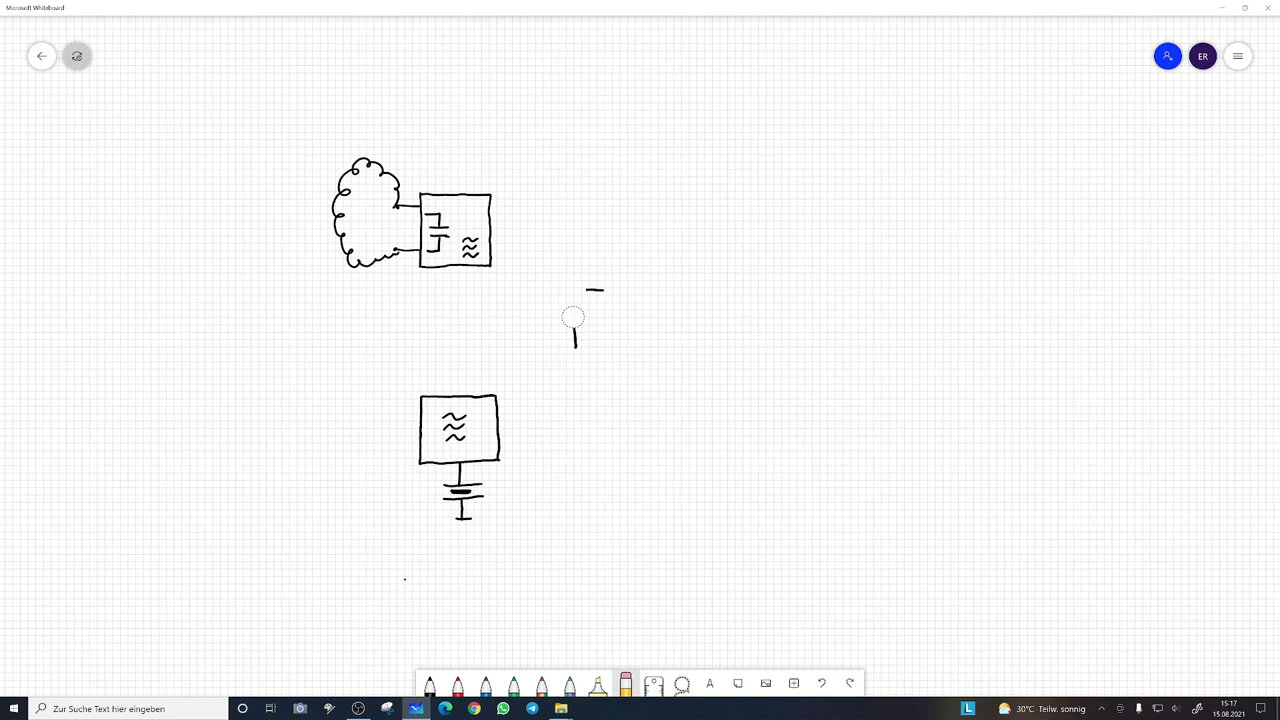 Microsoft Whiteboard
ER
A
Zur Suche Text hier eingeben
L
30°C Teilw. sonnig
15:17
15.08.2021